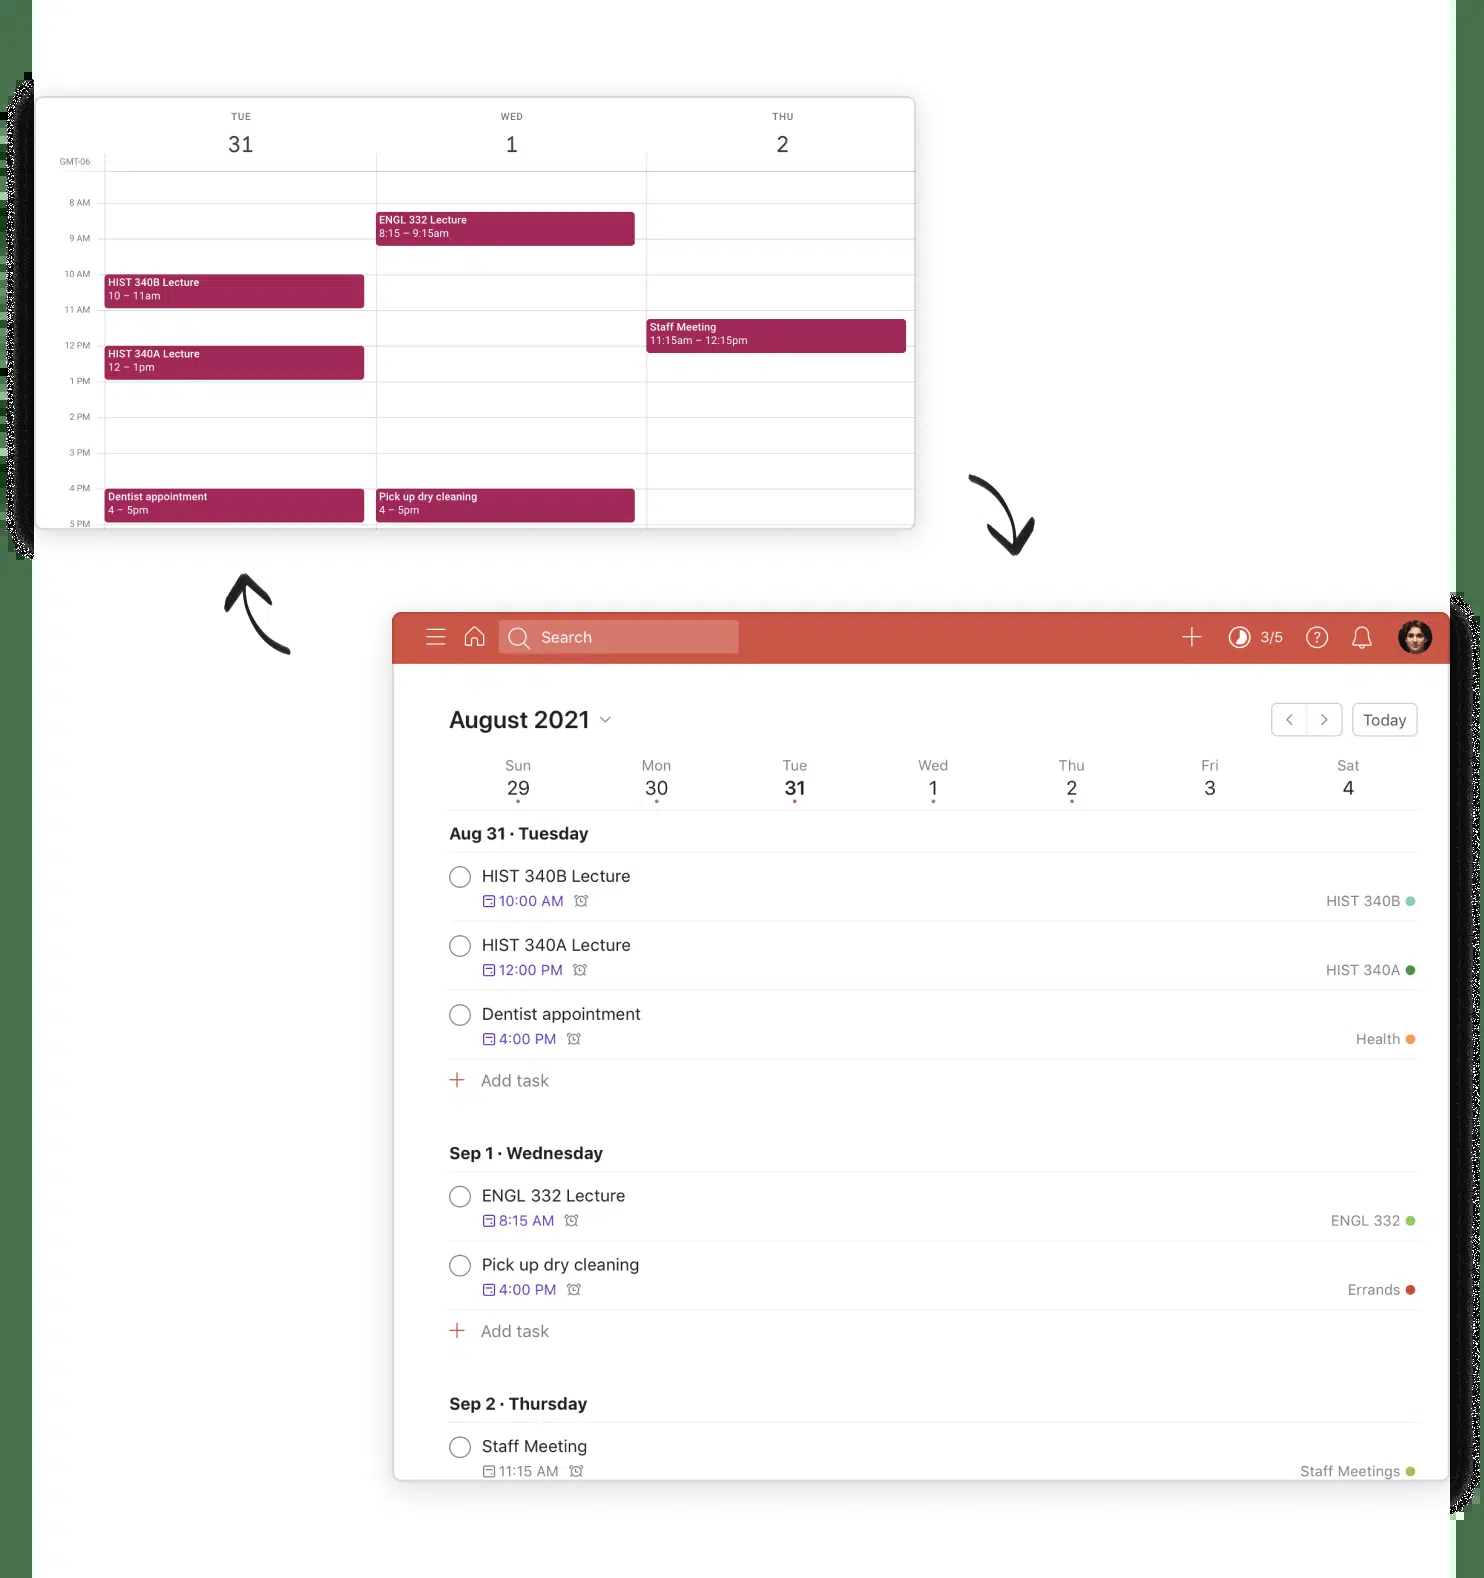 TUE WED THU
31 1 2
GMT-06
8 AM
ENGL 332 Lecture
8:15 – 9:15am
9 AM
10 AM
HIST 340B Lecture
10 – 11am
11 AM
Staff Meeting
11:15am – 12:15pm
12 PM
HIST 340A Lecture
12 – 1pm
1 PM
2 PM
3 PM
4 PM
Dentist appointment
4 – 5pm
Pick up dry cleaning
4 – 5pm
5 PM
Search
3/5
August 2021
Today
Sun Mon Tue Wed Thu Fri Sat
29 30 31 1 2 3 4
Aug 31 · Tuesday
HIST 340B Lecture
10:00 AM HIST 340B
HIST 340A Lecture
12:00 PM HIST 340A
Dentist appointment
4:00 PM Health
Add task
Sep 1 · Wednesday
ENGL 332 Lecture
8:15 AM ENGL 332
Pick up dry cleaning
4:00 PM Errands
Add task
Sep 2 · Thursday
Staff Meeting
11:15 AM Staff Meetings